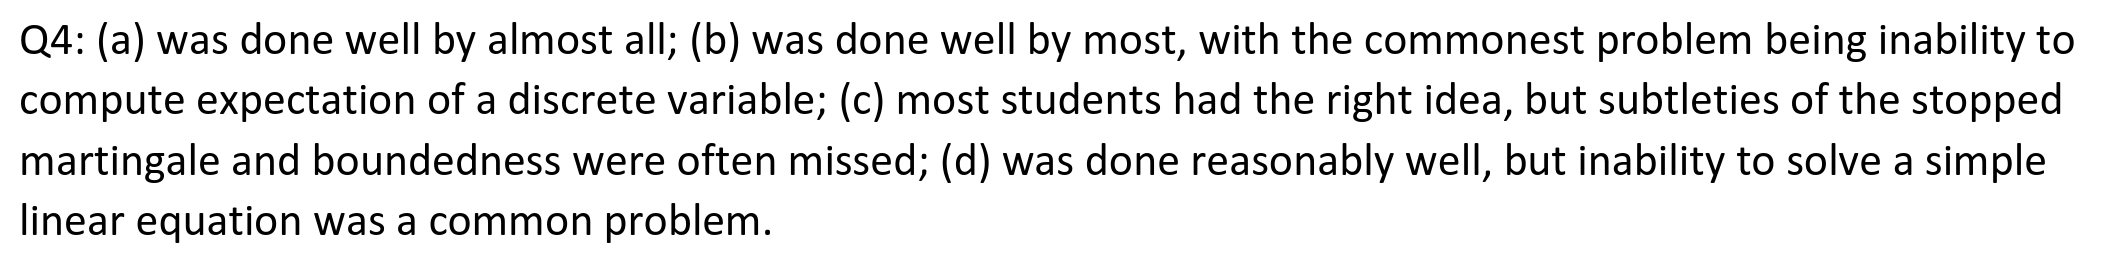 Q4: (a) was done well by almost all; (b) was done well by most, with the commonest problem being inability to
compute expectation of a discrete variable; (c) most students had the right idea, but subtleties of the stopped
martingale and boundedness were often missed; (d) was done reasonably well, but inability to solve a simple
linear equation was a common problem.